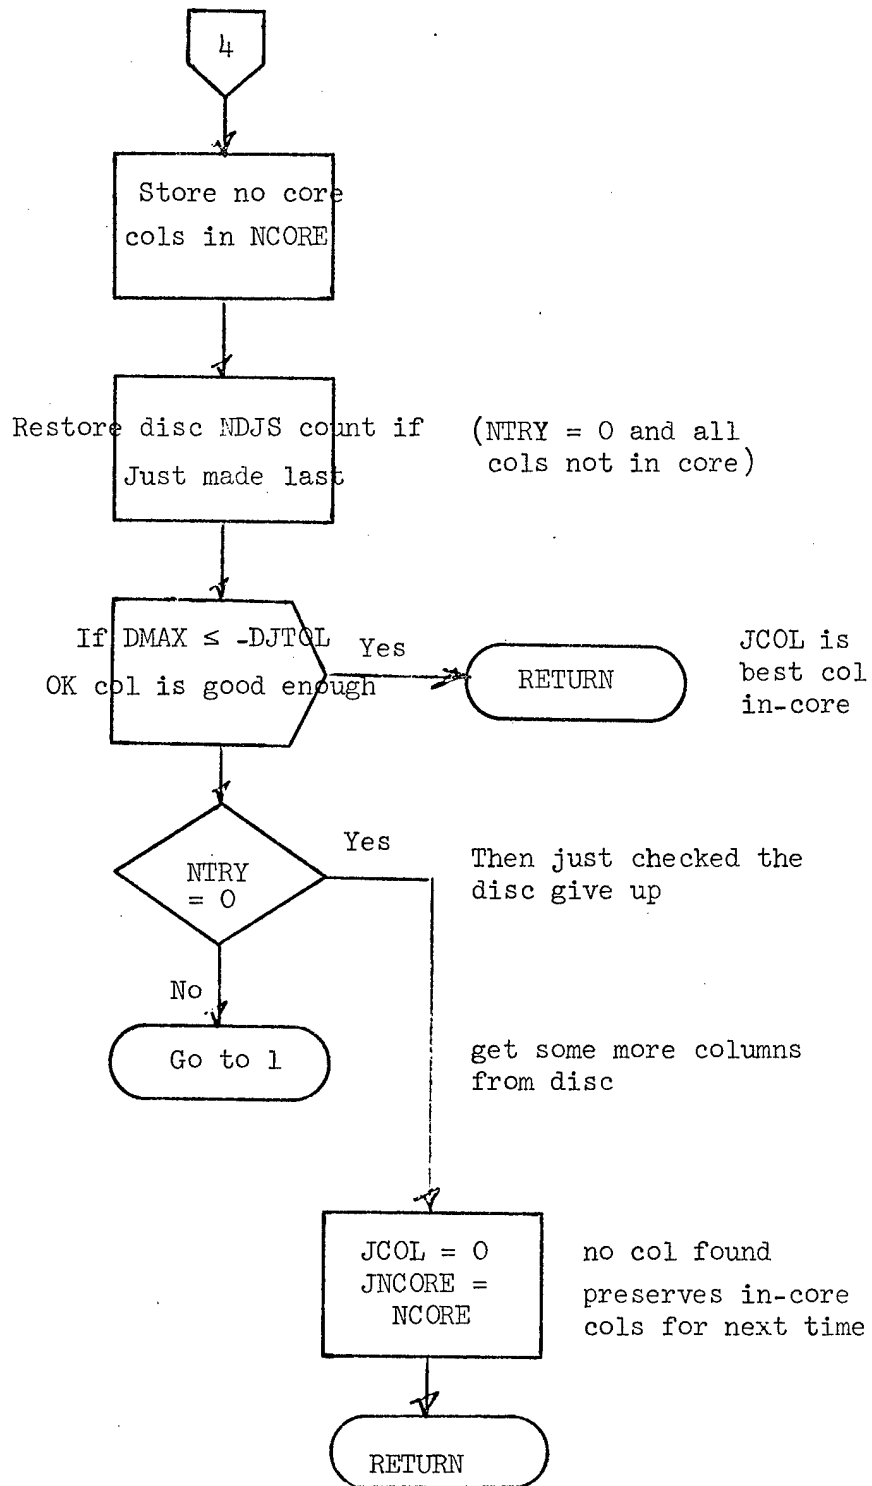 4
Store no core
cols in NCORE
Restore disc NDJS count if
Just made last
(NTRY = 0 and all
cols not in core)
If DMAX ≤ -DJTOL
OK col is good enough
Yes
RETURN
JCOL is
best col
in-core
NTRY
= 0
Yes
Then just checked the
disc give up
No
Go to 1
get some more columns
from disc
JCOL = 0
JNCORE =
NCORE
no col found
preserves in-core
cols for next time
RETURN